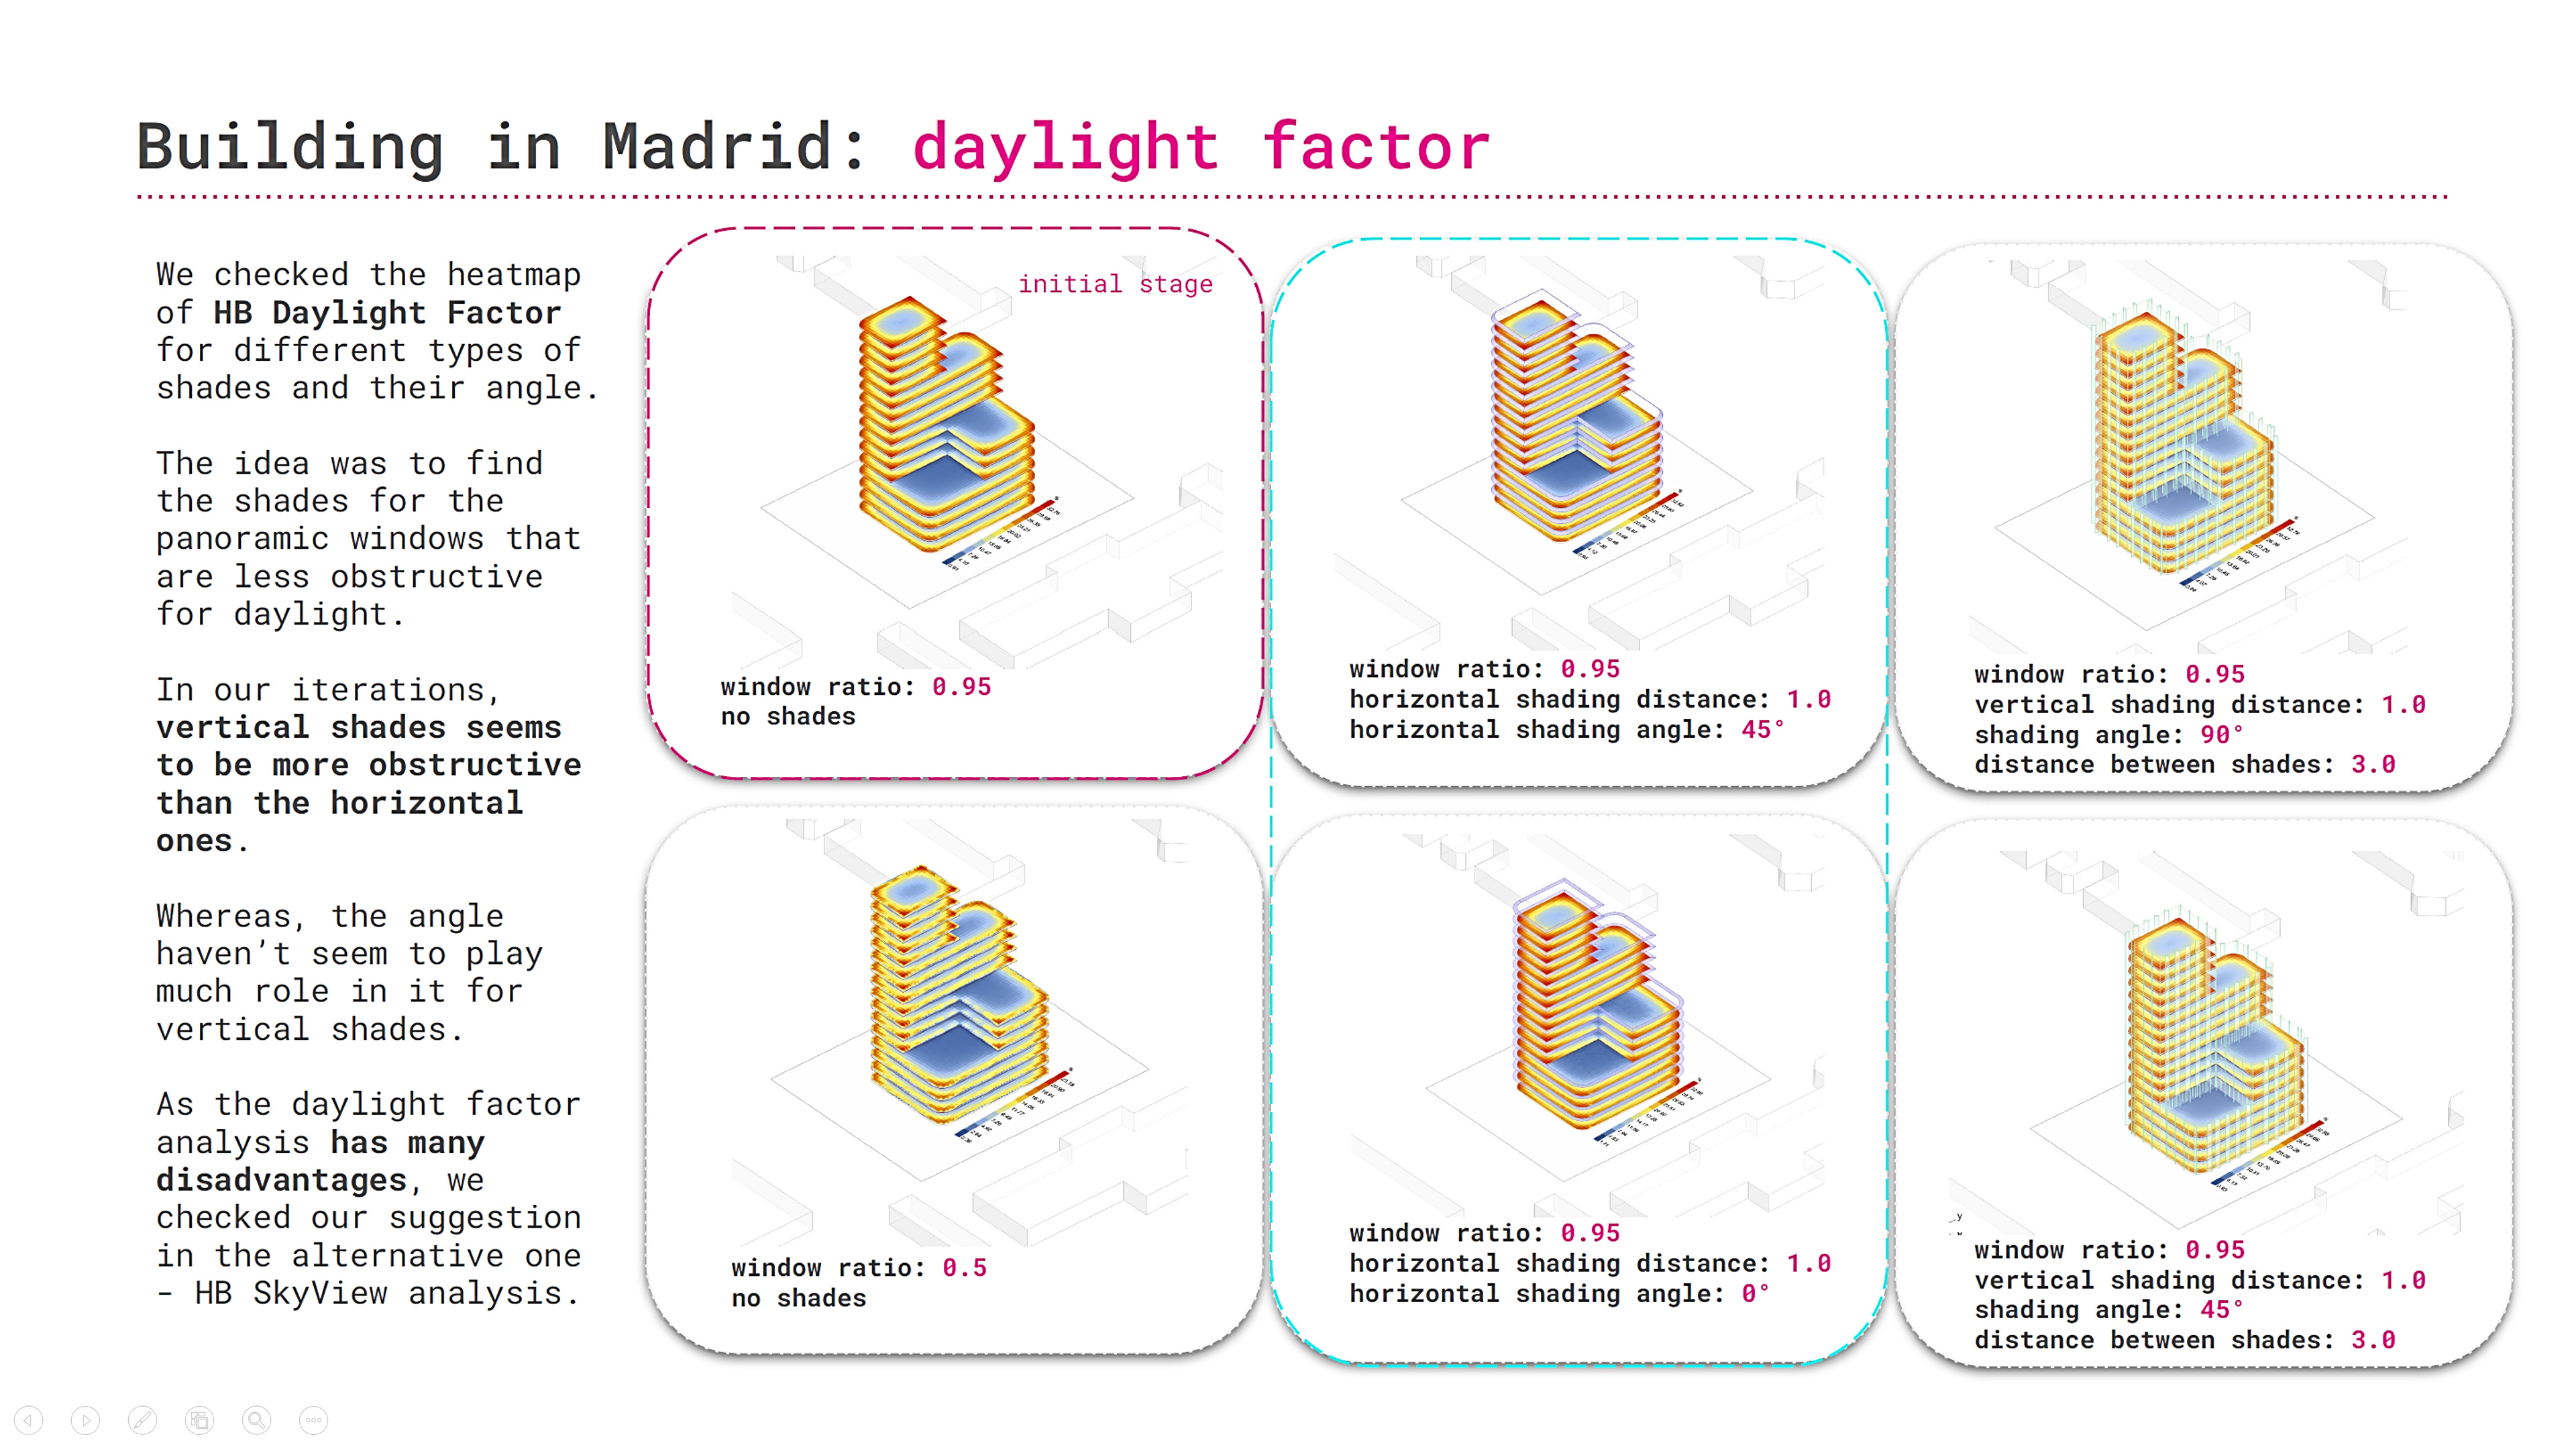 Building in Madrid: daylight factor
We checked the heatmap
of HB Daylight Factor
for different types of
shades and their angle.
The idea was to find
the shades for the
panoramic windows that
are less obstructive
for daylight.
In our iterations,
vertical shades seems
to be more obstructive
than the horizontal
ones.
Whereas, the angle
haven’t seem to play
much role in it for
vertical shades.
As the daylight factor
analysis has many
disadvantages, we
checked our suggestion
in the alternative one
- HB SkyView analysis.
initial stage
window ratio: 0.95
no shades
window ratio: 0.95
horizontal shading distance: 1.0
horizontal shading angle: 45°
window ratio: 0.95
vertical shading distance: 1.0
shading angle: 90°
distance between shades: 3.0
window ratio: 0.5
no shades
window ratio: 0.95
horizontal shading distance: 1.0
horizontal shading angle: 0°
y
window ratio: 0.95
vertical shading distance: 1.0
shading angle: 45°
distance between shades: 3.0